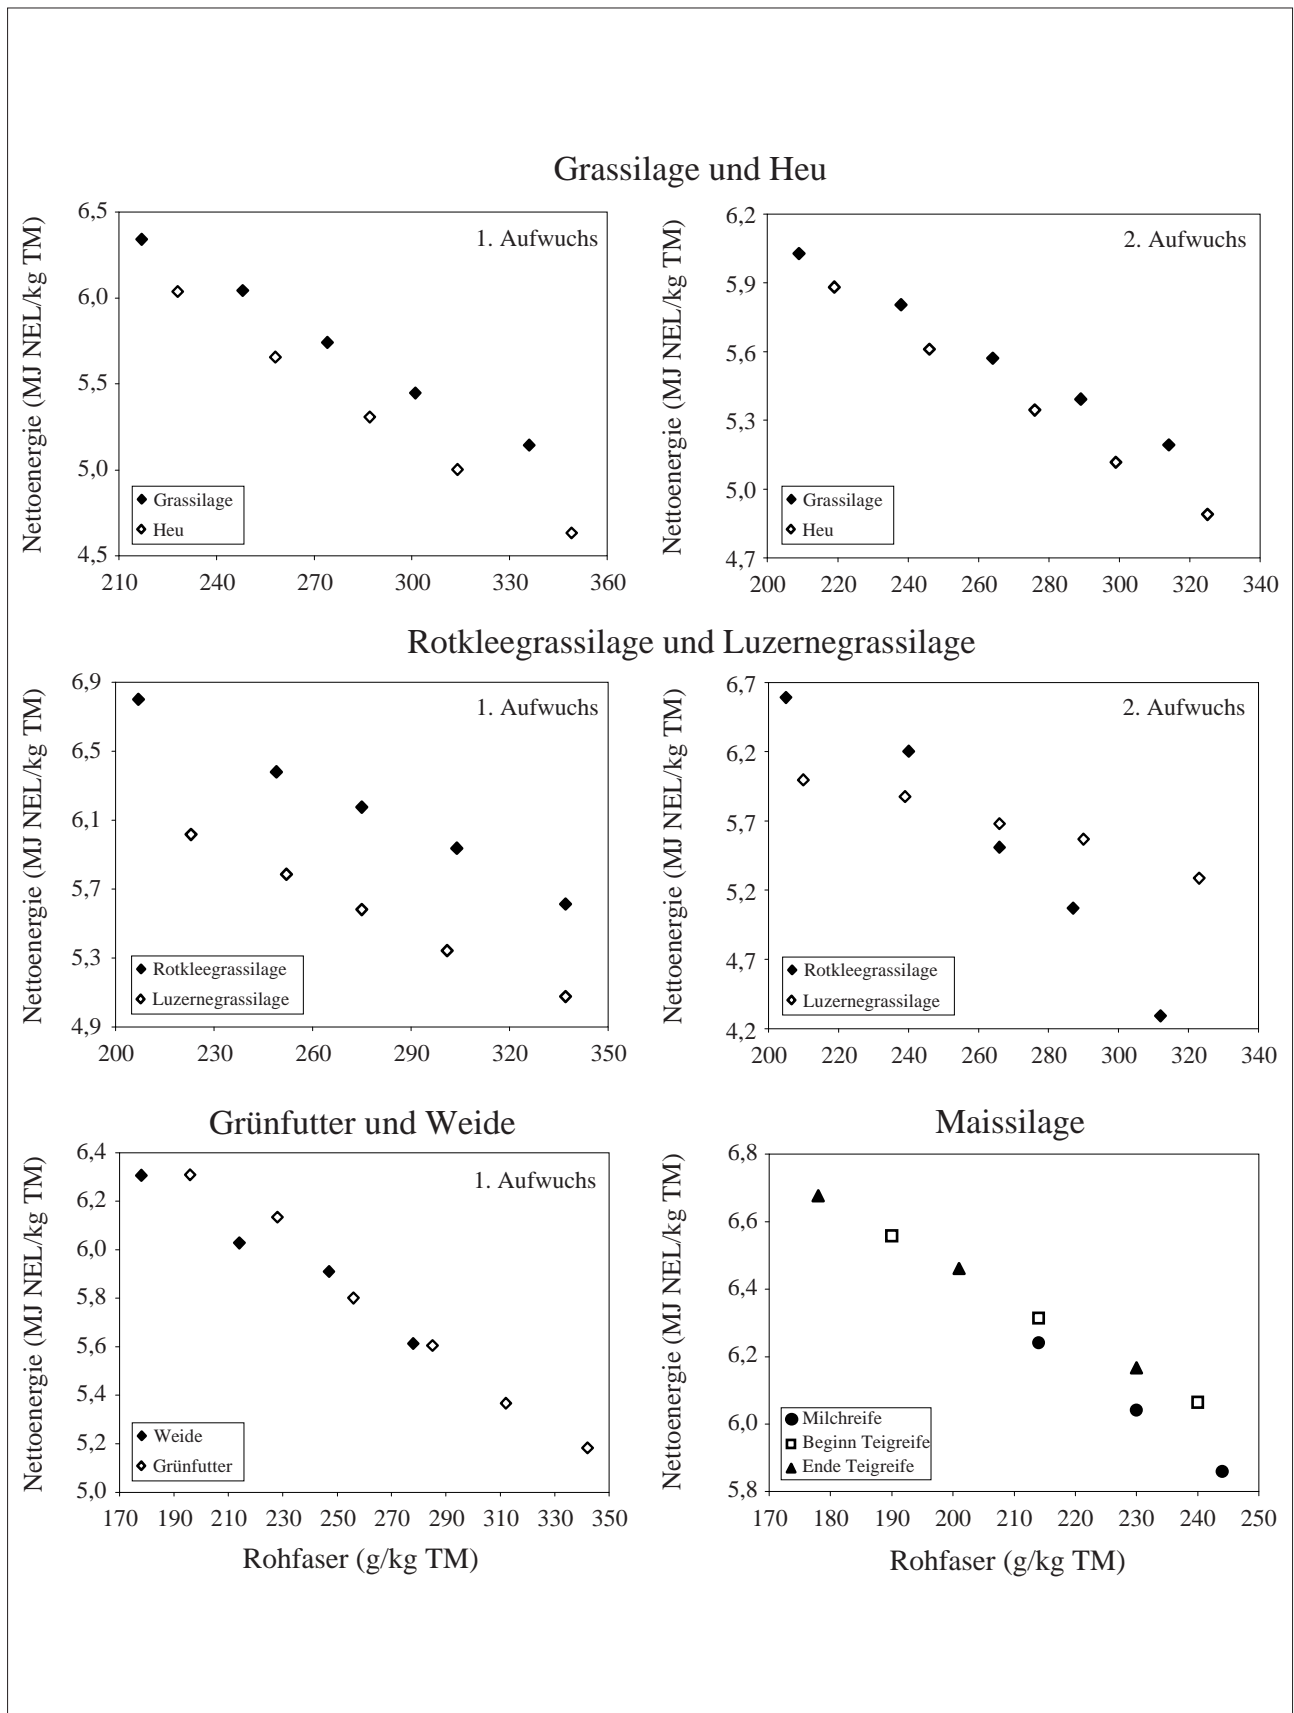 Grassilage und Heu
Nettoenergie (MJ NEL/kg TM)
6,5
6,0
5,5
5,0
4,5
1. Aufwuchs
Grassilage
Heu
210 240 270 300 330 360
Nettoenergie (MJ NEL/kg TM)
6,2
5,9
5,6
5,3
5,0
4,7
2. Aufwuchs
Grassilage
Heu
200 220 240 260 280 300 320 340
Rotkleegrassilage und Luzernegrassilage
Nettoenergie (MJ NEL/kg TM)
6,9
6,5
6,1
5,7
5,3
4,9
1. Aufwuchs
Rotkleegrassilage
Luzernegrassilage
200 230 260 290 320 350
Nettoenergie (MJ NEL/kg TM)
6,7
6,2
5,7
5,2
4,7
4,2
2. Aufwuchs
Rotkleegrassilage
Luzernegrassilage
200 220 240 260 280 300 320 340
Grünfutter und Weide
Nettoenergie (MJ NEL/kg TM)
6,4
6,2
6,0
5,8
5,6
5,4
5,2
5,0
1. Aufwuchs
Weide
Grünfutter
170 190 210 230 250 270 290 310 330 350
Rohfaser (g/kg TM)
Maissilage
Nettoenergie (MJ NEL/kg TM)
6,8
6,6
6,4
6,2
6,0
5,8
Milchreife
Beginn Teigreife
Ende Teigreife
170 180 190 200 210 220 230 240 250
Rohfaser (g/kg TM)